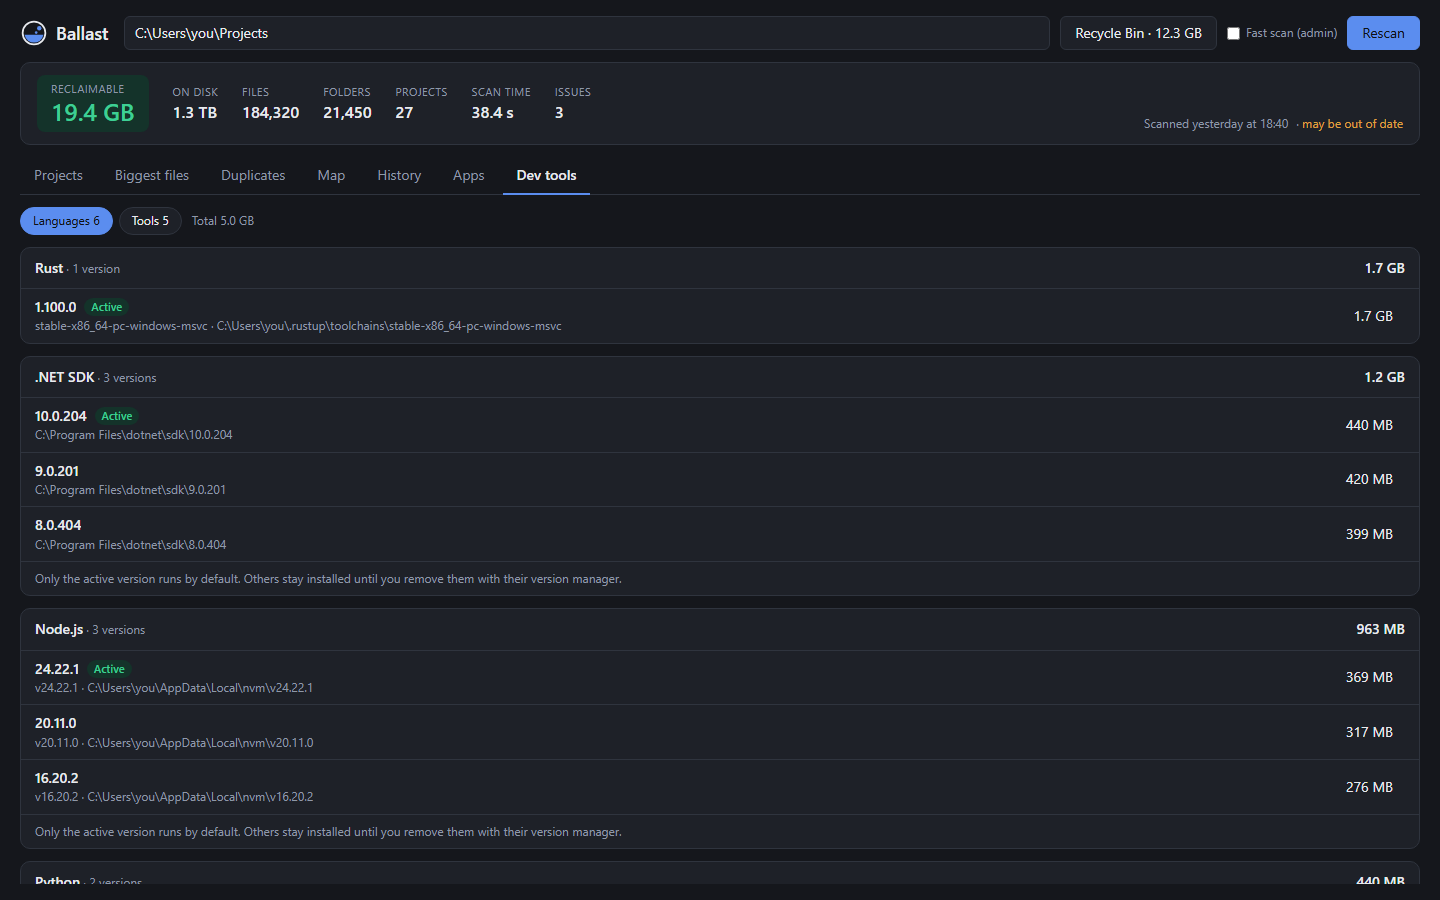 Ballast
C:\Users\you\Projects
Recycle Bin · 12.3 GB
Fast scan (admin)
Rescan
RECLAIMABLE
19.4 GB
ON DISK
1.3 TB
FILES
184,320
FOLDERS
21,450
PROJECTS
27
SCAN TIME
38.4 s
ISSUES
3
Scanned yesterday at 18:40 · may be out of date
Projects
Biggest files
Duplicates
Map
History
Apps
Dev tools
Languages 6
Tools 5
Total 5.0 GB
Rust · 1 version
1.7 GB
1.100.0 Active
stable-x86_64-pc-windows-msvc · C:\Users\you\.rustup\toolchains\stable-x86_64-pc-windows-msvc
1.7 GB
.NET SDK · 3 versions
1.2 GB
10.0.204 Active
C:\Program Files\dotnet\sdk\10.0.204
440 MB
9.0.201
C:\Program Files\dotnet\sdk\9.0.201
420 MB
8.0.404
C:\Program Files\dotnet\sdk\8.0.404
399 MB
Only the active version runs by default. Others stay installed until you remove them with their version manager.
Node.js · 3 versions
963 MB
24.22.1 Active
v24.22.1 · C:\Users\you\AppData\Local\nvm\v24.22.1
369 MB
20.11.0
v20.11.0 · C:\Users\you\AppData\Local\nvm\v20.11.0
317 MB
16.20.2
v16.20.2 · C:\Users\you\AppData\Local\nvm\v16.20.2
276 MB
Only the active version runs by default. Others stay installed until you remove them with their version manager.
Python · 2 versions
440 MB